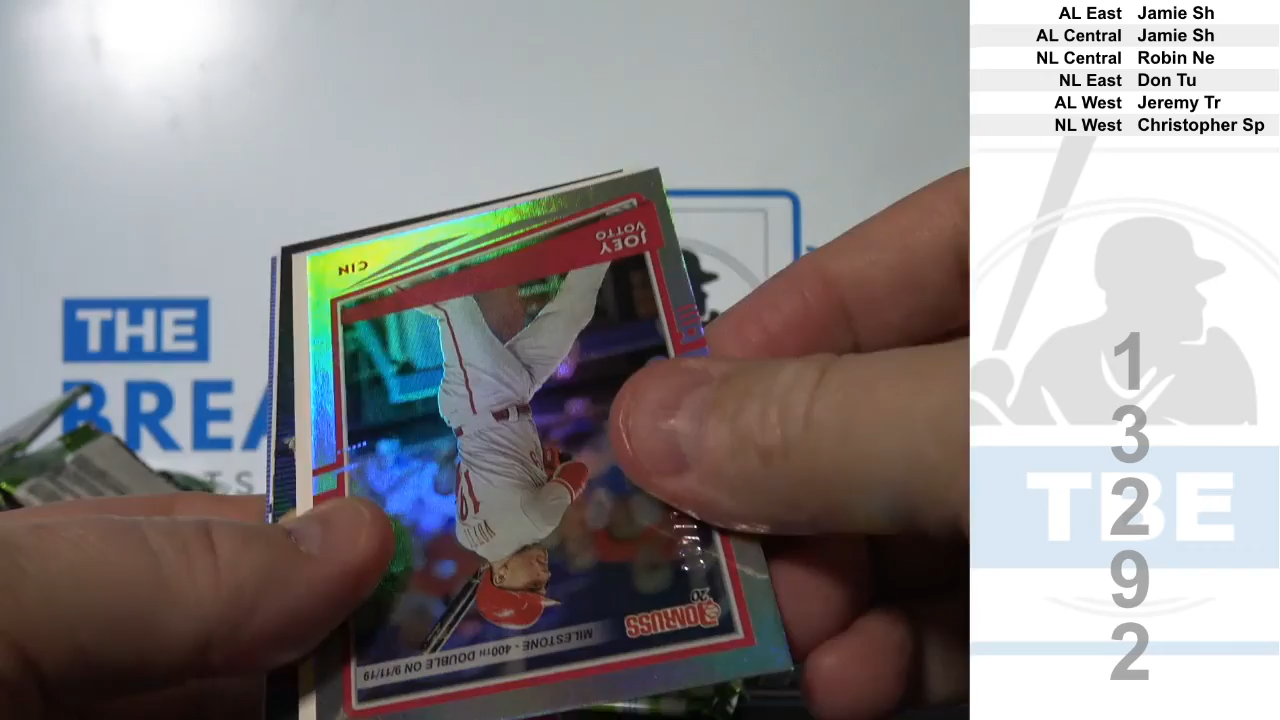 AL East Jamie Sh
AL Central Jamie Sh
NL Central Robin Ne
NL East Don Tu
AL West Jeremy Tr
NL West Christopher Sp
THE
BREA
TS
CIN
JOEY
VOTTO
19
DONRUSS
'20
MILESTONE - 400TH DOUBLE ON 9/11/19
TBE
1
3
2
9
2